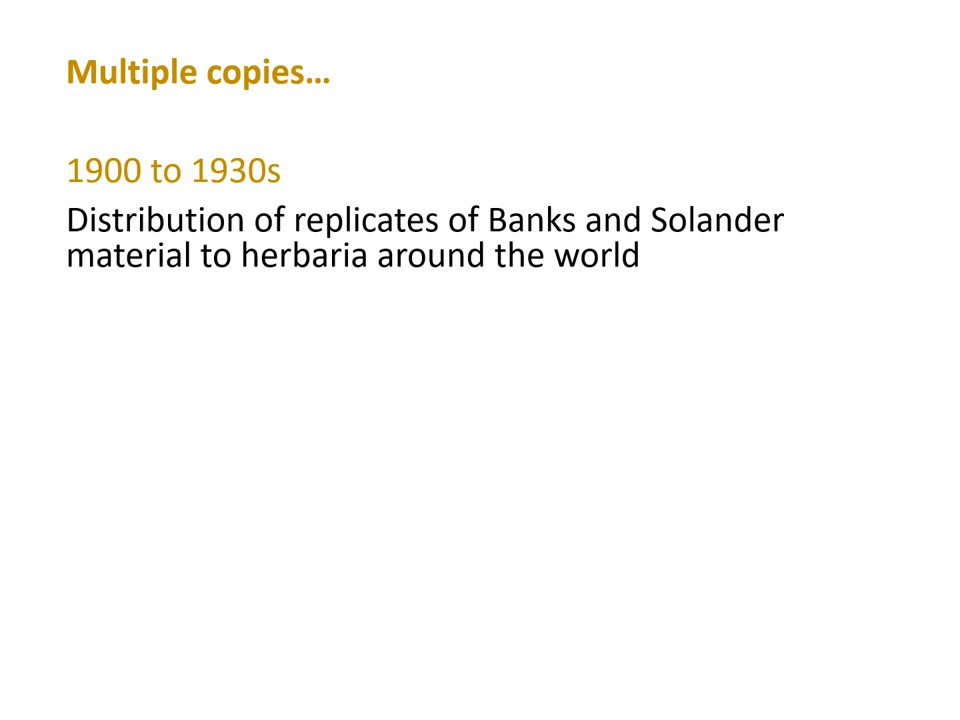 Multiple copies…
1900 to 1930s
Distribution of replicates of Banks and Solander
material to herbaria around the world